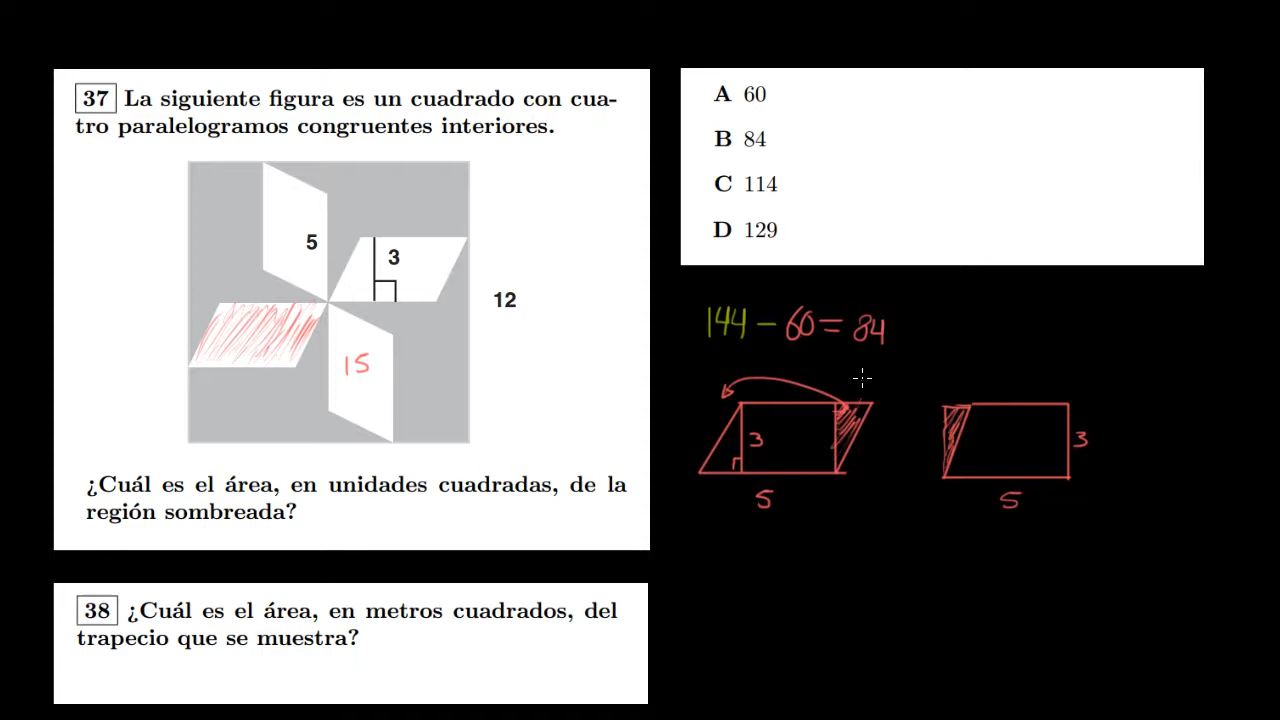 37 La siguiente figura es un cuadrado con cua-
tro paralelogramos congruentes interiores.
5
3
12
15
¿Cuál es el área, en unidades cuadradas, de la
región sombreada?
38 ¿Cuál es el área, en metros cuadrados, del
trapecio que se muestra?
A 60
B 84
C 114
D 129
144 - 60 = 84
3
5
3
5